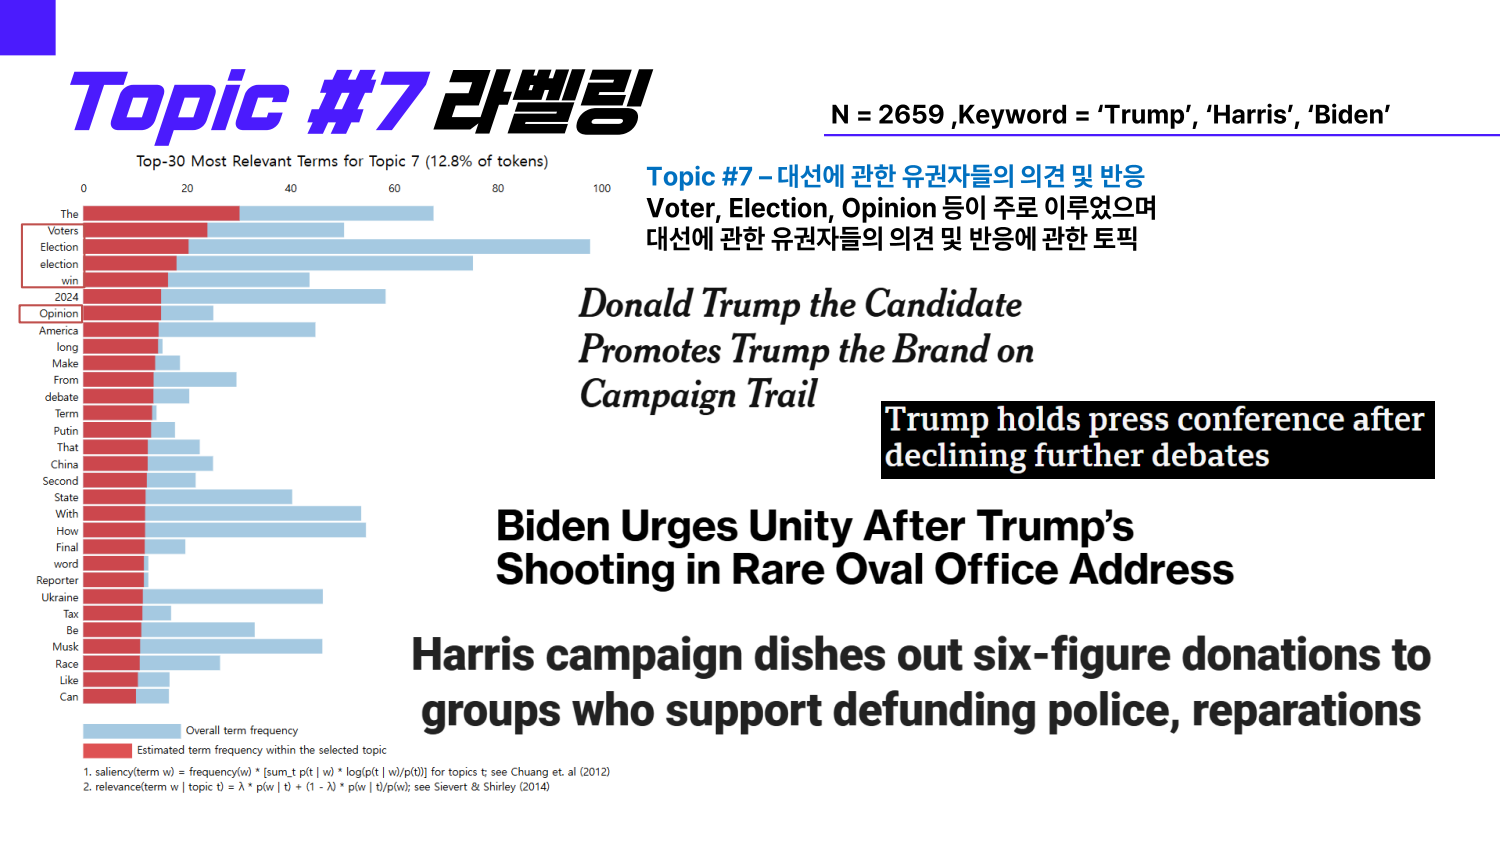 Topic #7 라벨링
N = 2659 ,Keyword = ‘Trump’, ‘Harris’, ‘Biden’
Top-30 Most Relevant Terms for Topic 7 (12.8% of tokens)
0 20 40 60 80 100
The
Voters
Election
election
win
2024
Opinion
America
long
Make
From
debate
Term
Putin
That
China
Second
State
With
How
Final
word
Reporter
Ukraine
Tax
Be
Musk
Race
Like
Can
Overall term frequency
Estimated term frequency within the selected topic
1. saliency(term w) = frequency(w) * [sum_t p(t | w) * log(p(t | w)/p(t))] for topics t; see Chuang et. al (2012)
2. relevance(term w | topic t) = λ * p(w | t) + (1 - λ) * p(w | t)/p(w); see Sievert & Shirley (2014)
Topic #7 – 대선에 관한 유권자들의 의견 및 반응
Voter, Election, Opinion 등이 주로 이루었으며
대선에 관한 유권자들의 의견 및 반응에 관한 토픽
Donald Trump the Candidate
Promotes Trump the Brand on
Campaign Trail
Trump holds press conference after
declining further debates
Biden Urges Unity After Trump’s
Shooting in Rare Oval Office Address
Harris campaign dishes out six-figure donations to
groups who support defunding police, reparations